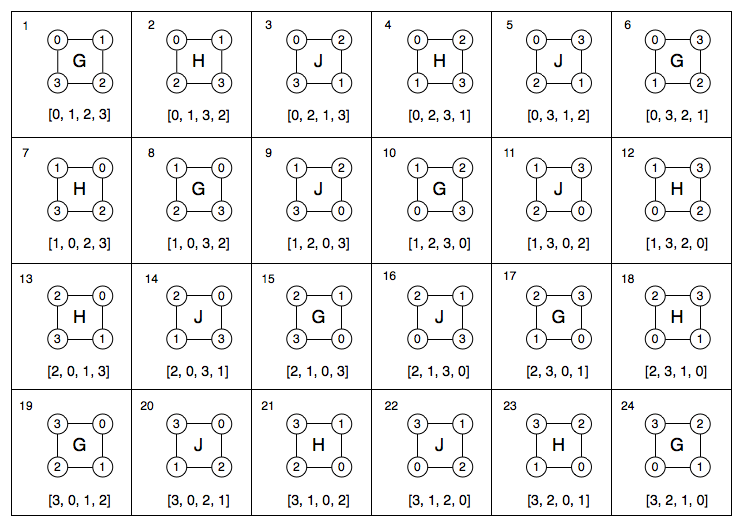 1 2 3 4 5 6
0 1 0 1 0 2 0 2 0 3 0 3
G H J H J G
3 2 2 3 3 1 1 3 2 1 1 2
[0, 1, 2, 3] [0, 1, 3, 2] [0, 2, 1, 3] [0, 2, 3, 1] [0, 3, 1, 2] [0, 3, 2, 1]
7 8 9 10 11 12
1 0 1 0 1 2 1 2 1 3 1 3
H G J G J H
3 2 2 3 3 0 0 3 2 0 0 2
[1, 0, 2, 3] [1, 0, 3, 2] [1, 2, 0, 3] [1, 2, 3, 0] [1, 3, 0, 2] [1, 3, 2, 0]
13 14 15 16 17 18
2 0 2 0 2 1 2 1 2 3 2 3
H J G J G H
3 1 1 3 3 0 0 3 1 0 0 1
[2, 0, 1, 3] [2, 0, 3, 1] [2, 1, 0, 3] [2, 1, 3, 0] [2, 3, 0, 1] [2, 3, 1, 0]
19 20 21 22 23 24
3 0 3 0 3 1 3 1 3 2 3 2
G J H J H G
2 1 1 2 2 0 0 2 1 0 0 1
[3, 0, 1, 2] [3, 0, 2, 1] [3, 1, 0, 2] [3, 1, 2, 0] [3, 2, 0, 1] [3, 2, 1, 0]